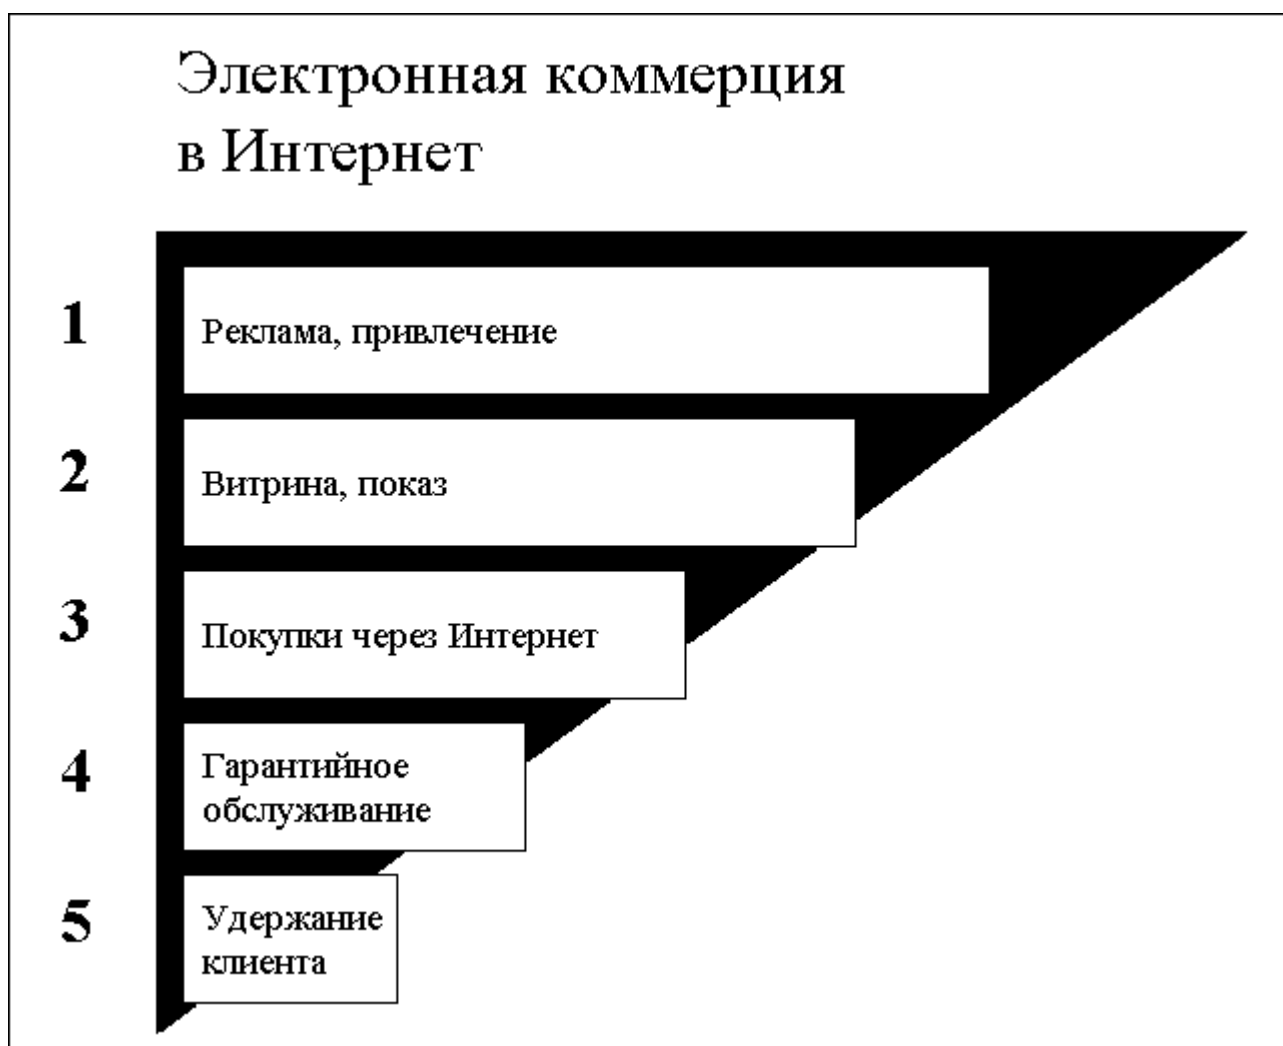 Электронная коммерция
в Интернет
1
Реклама, привлечение
2
Витрина, показ
3
Покупки через Интернет
4
Гарантийное
обслуживание
5
Удержание
клиента